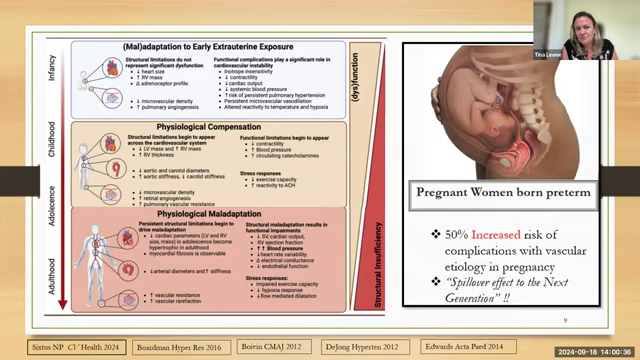 Tina Leone
(Mal)adaptation to Early Extrauterine Exposure
Infancy
Structural limitations do not
represent significant dysfunction
• ↓ heart size
• ↑ RV mass
• Δ adrenoprofile
• ↓ microvascular density
• ↑ pulmonary angiogenesis
Functional complications play a significant role in
cardiovascular instability
• Inotrope insensitivity
• ↓ contractility
• ↓ cardiac output
• ↓ systemic blood pressure
• ↑ risk of persistent pulmonary hypertension
• Persistent microvascular vasodilation
• Altered reactivity to temperature and hypoxia
(dys)function
Childhood
Physiological Compensation
Structural limitations begin to appear
across the cardiovascular system
• ↓ LV mass and ↑ RV mass
• ↑ RV thickness
• ↓ aortic and carotid diameters
• ↑ aortic stiffness, ↓ carotid stiffness
• ↓ microvascular density
• ↑ retinal angiogenesis
• ↑ pulmonary vascular resistance
Functional limitations begin to appear
• ↓ contractility
• ↑ Blood pressure
• ↑ circulating catecholamines
Stress responses
• ↓ exercise capacity
• ↑ reactivity to ACH
Adolescence
Adulthood
Physiological Maladaptation
Persistent structural limitations begin to
drive maladaptation
• ↓ cardiac parameters (LV and RV
size, mass) in adolescence become
hypertrophic in adulthood
• myocardial fibrosis is observed
• ↓arterial diameters and↑ stiffness
• ↑ vascular resistance
• ↑ vascular rarefaction
Structural maladaptation results in
functional impairments
• ↓ SV, cardiac output,
• RV ejection fraction
• ↑ ↑ Blood pressure
• ↓ heart rate variability.
• Δ electrical conductance
• ↓ endothelial function.
Stress responses:
• Impaired exercise capacity
• ↓ hypoxia response
• ↓flow mediated dilatation
Structural Insufficiency
Pregnant Women born preterm
❖ 50% Increased risk of
complications with vascular
etiology in pregnancy
❖ “Spillover effect to the Next
Generation” !!
9
Sixtus NP CV Health 2024
Boardman Hyper Res 2016
Boivin CMAJ 2012
DeJong Hyperten 2012
Edwards Acta Paed 2014
2024-09-18 14:00:36